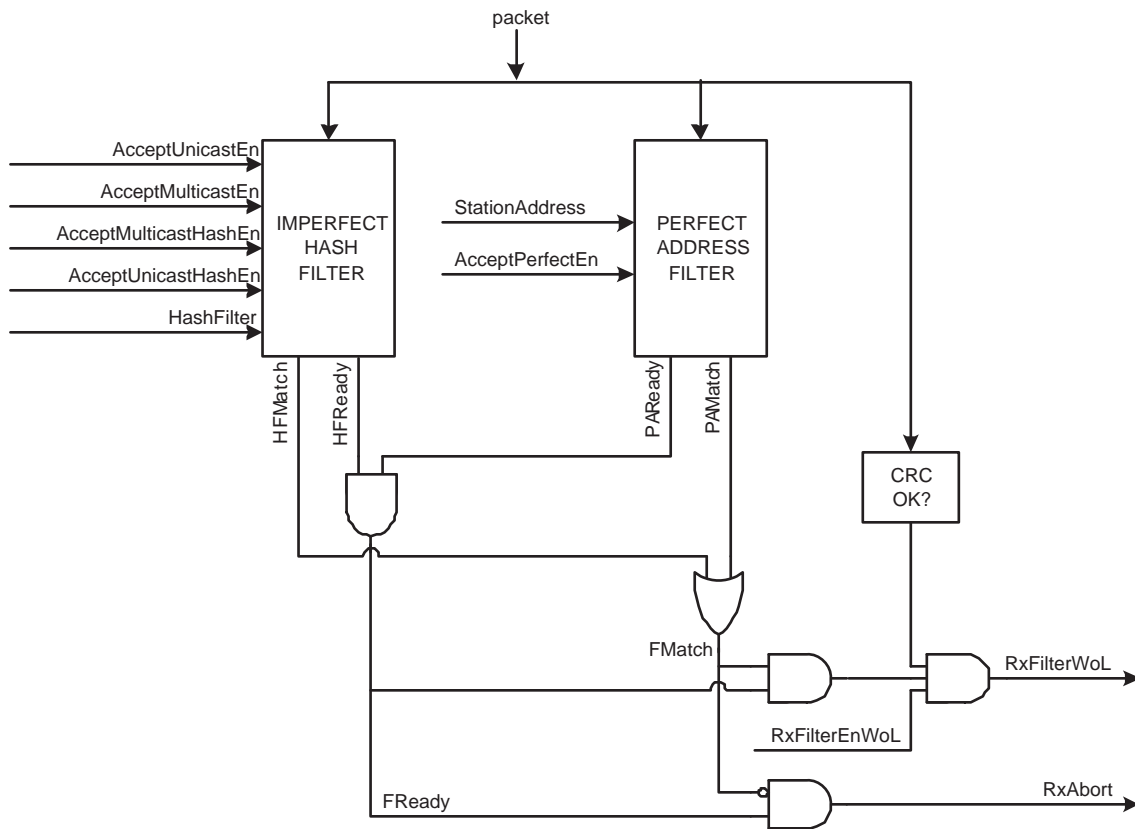 packet
AcceptUnicastEn
AcceptMulticastEn
AcceptMulticastHashEn
AcceptUnicastHashEn
HashFilter
IMPERFECT
HASH
FILTER
StationAddress
AcceptPerfectEn
PERFECT
ADDRESS
FILTER
HFMatch
HFReady
PAReady
PAMatch
CRC
OK?
FMatch
RxFilterWoL
RxFilterEnWoL
RxAbort
FReady